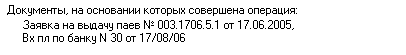 Документы, на основании которых совершена операция:
Заявка на выдачу паев № 003.1706.5.1 от 17.06.2005,
Вх пл по банку N 30 от 17/08/06